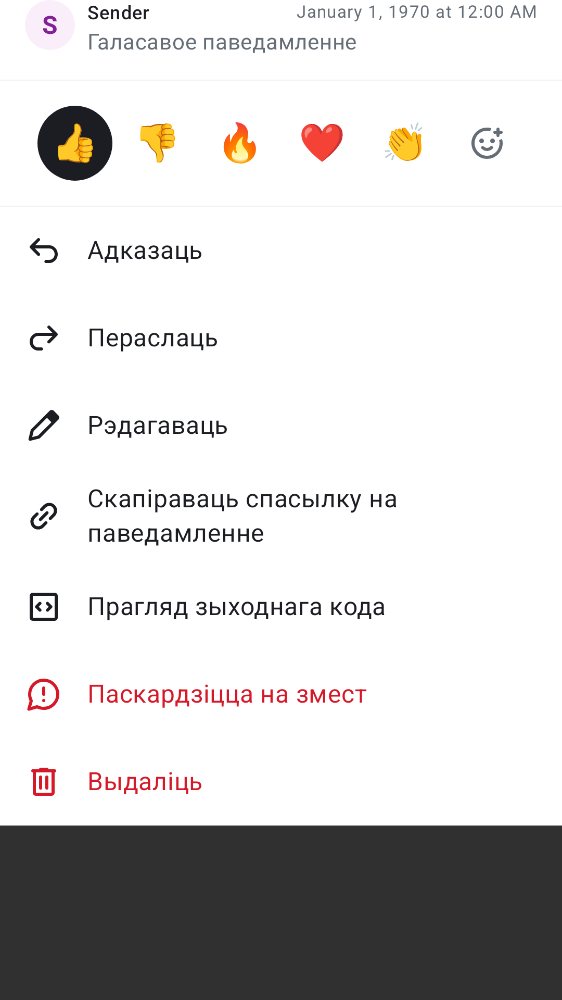 S
Sender
January 1, 1970 at 12:00 AM
Галасавое паведамленне
Адказаць
Пераслаць
Рэдагаваць
Скапіраваць спасылку на
паведамленне
Прагляд зыходнага кода
Паскардзіцца на змест
Выдаліць